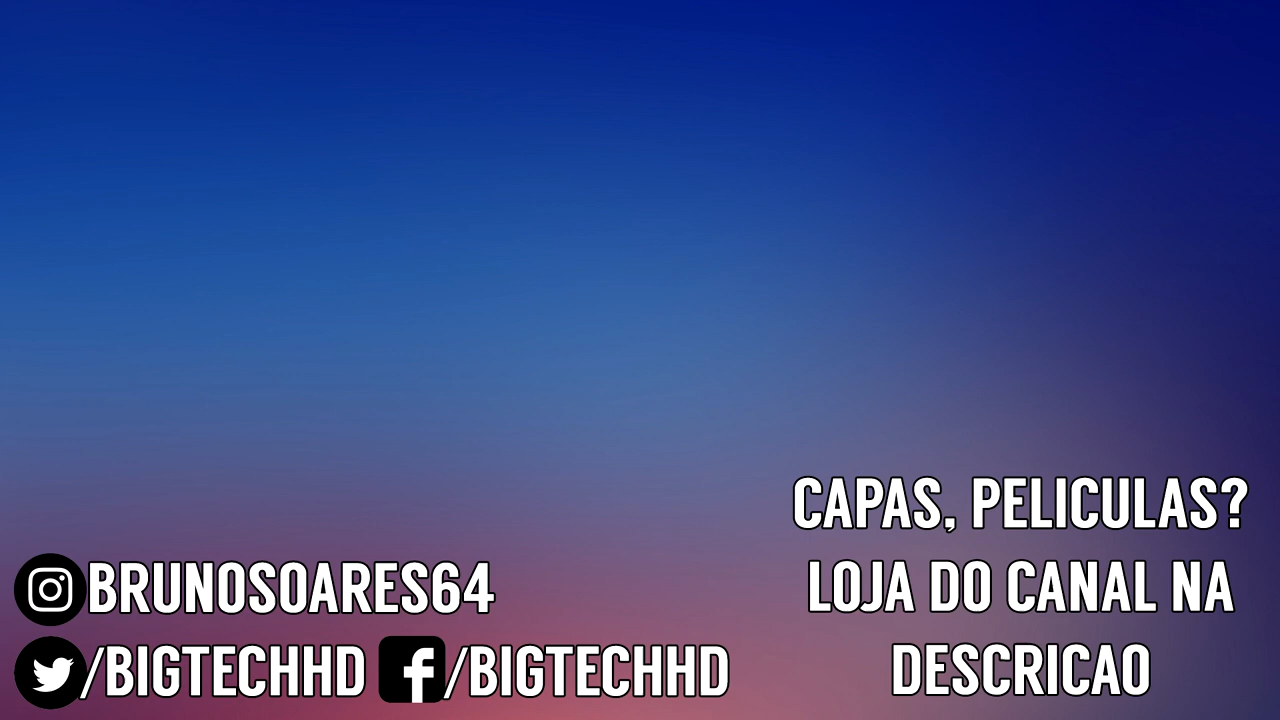 CAPAS, PELICULAS?
LOJA DO CANAL NA
DESCRICAO
BRUNOSOARES64
/BIGTECHHD /BIGTECHHD